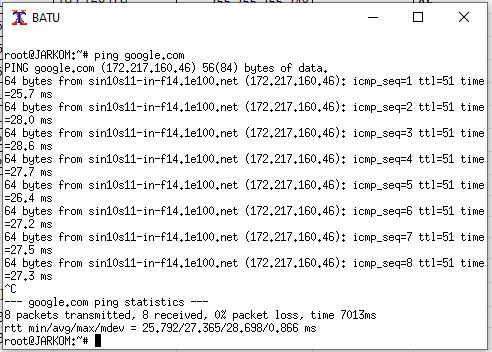 BATU
root@JARKOM:~# ping google.com
PING google.com (172.217.160.46) 56(84) bytes of data.
64 bytes from sin10s11-in-f14.1e100.net (172.217.160.46): icmp_seq=1 ttl=51 time
=25.7 ms
64 bytes from sin10s11-in-f14.1e100.net (172.217.160.46): icmp_seq=2 ttl=51 time
=28.0 ms
64 bytes from sin10s11-in-f14.1e100.net (172.217.160.46): icmp_seq=3 ttl=51 time
=28.6 ms
64 bytes from sin10s11-in-f14.1e100.net (172.217.160.46): icmp_seq=4 ttl=51 time
=27.7 ms
64 bytes from sin10s11-in-f14.1e100.net (172.217.160.46): icmp_seq=5 ttl=51 time
=26.4 ms
64 bytes from sin10s11-in-f14.1e100.net (172.217.160.46): icmp_seq=6 ttl=51 time
=27.2 ms
64 bytes from sin10s11-in-f14.1e100.net (172.217.160.46): icmp_seq=7 ttl=51 time
=27.5 ms
64 bytes from sin10s11-in-f14.1e100.net (172.217.160.46): icmp_seq=8 ttl=51 time
=27.3 ms
^C
--- google.com ping statistics ---
8 packets transmitted, 8 received, 0% packet loss, time 7013ms
rtt min/avg/max/mdev = 25.792/27.365/28.698/0.866 ms
root@JARKOM:~#